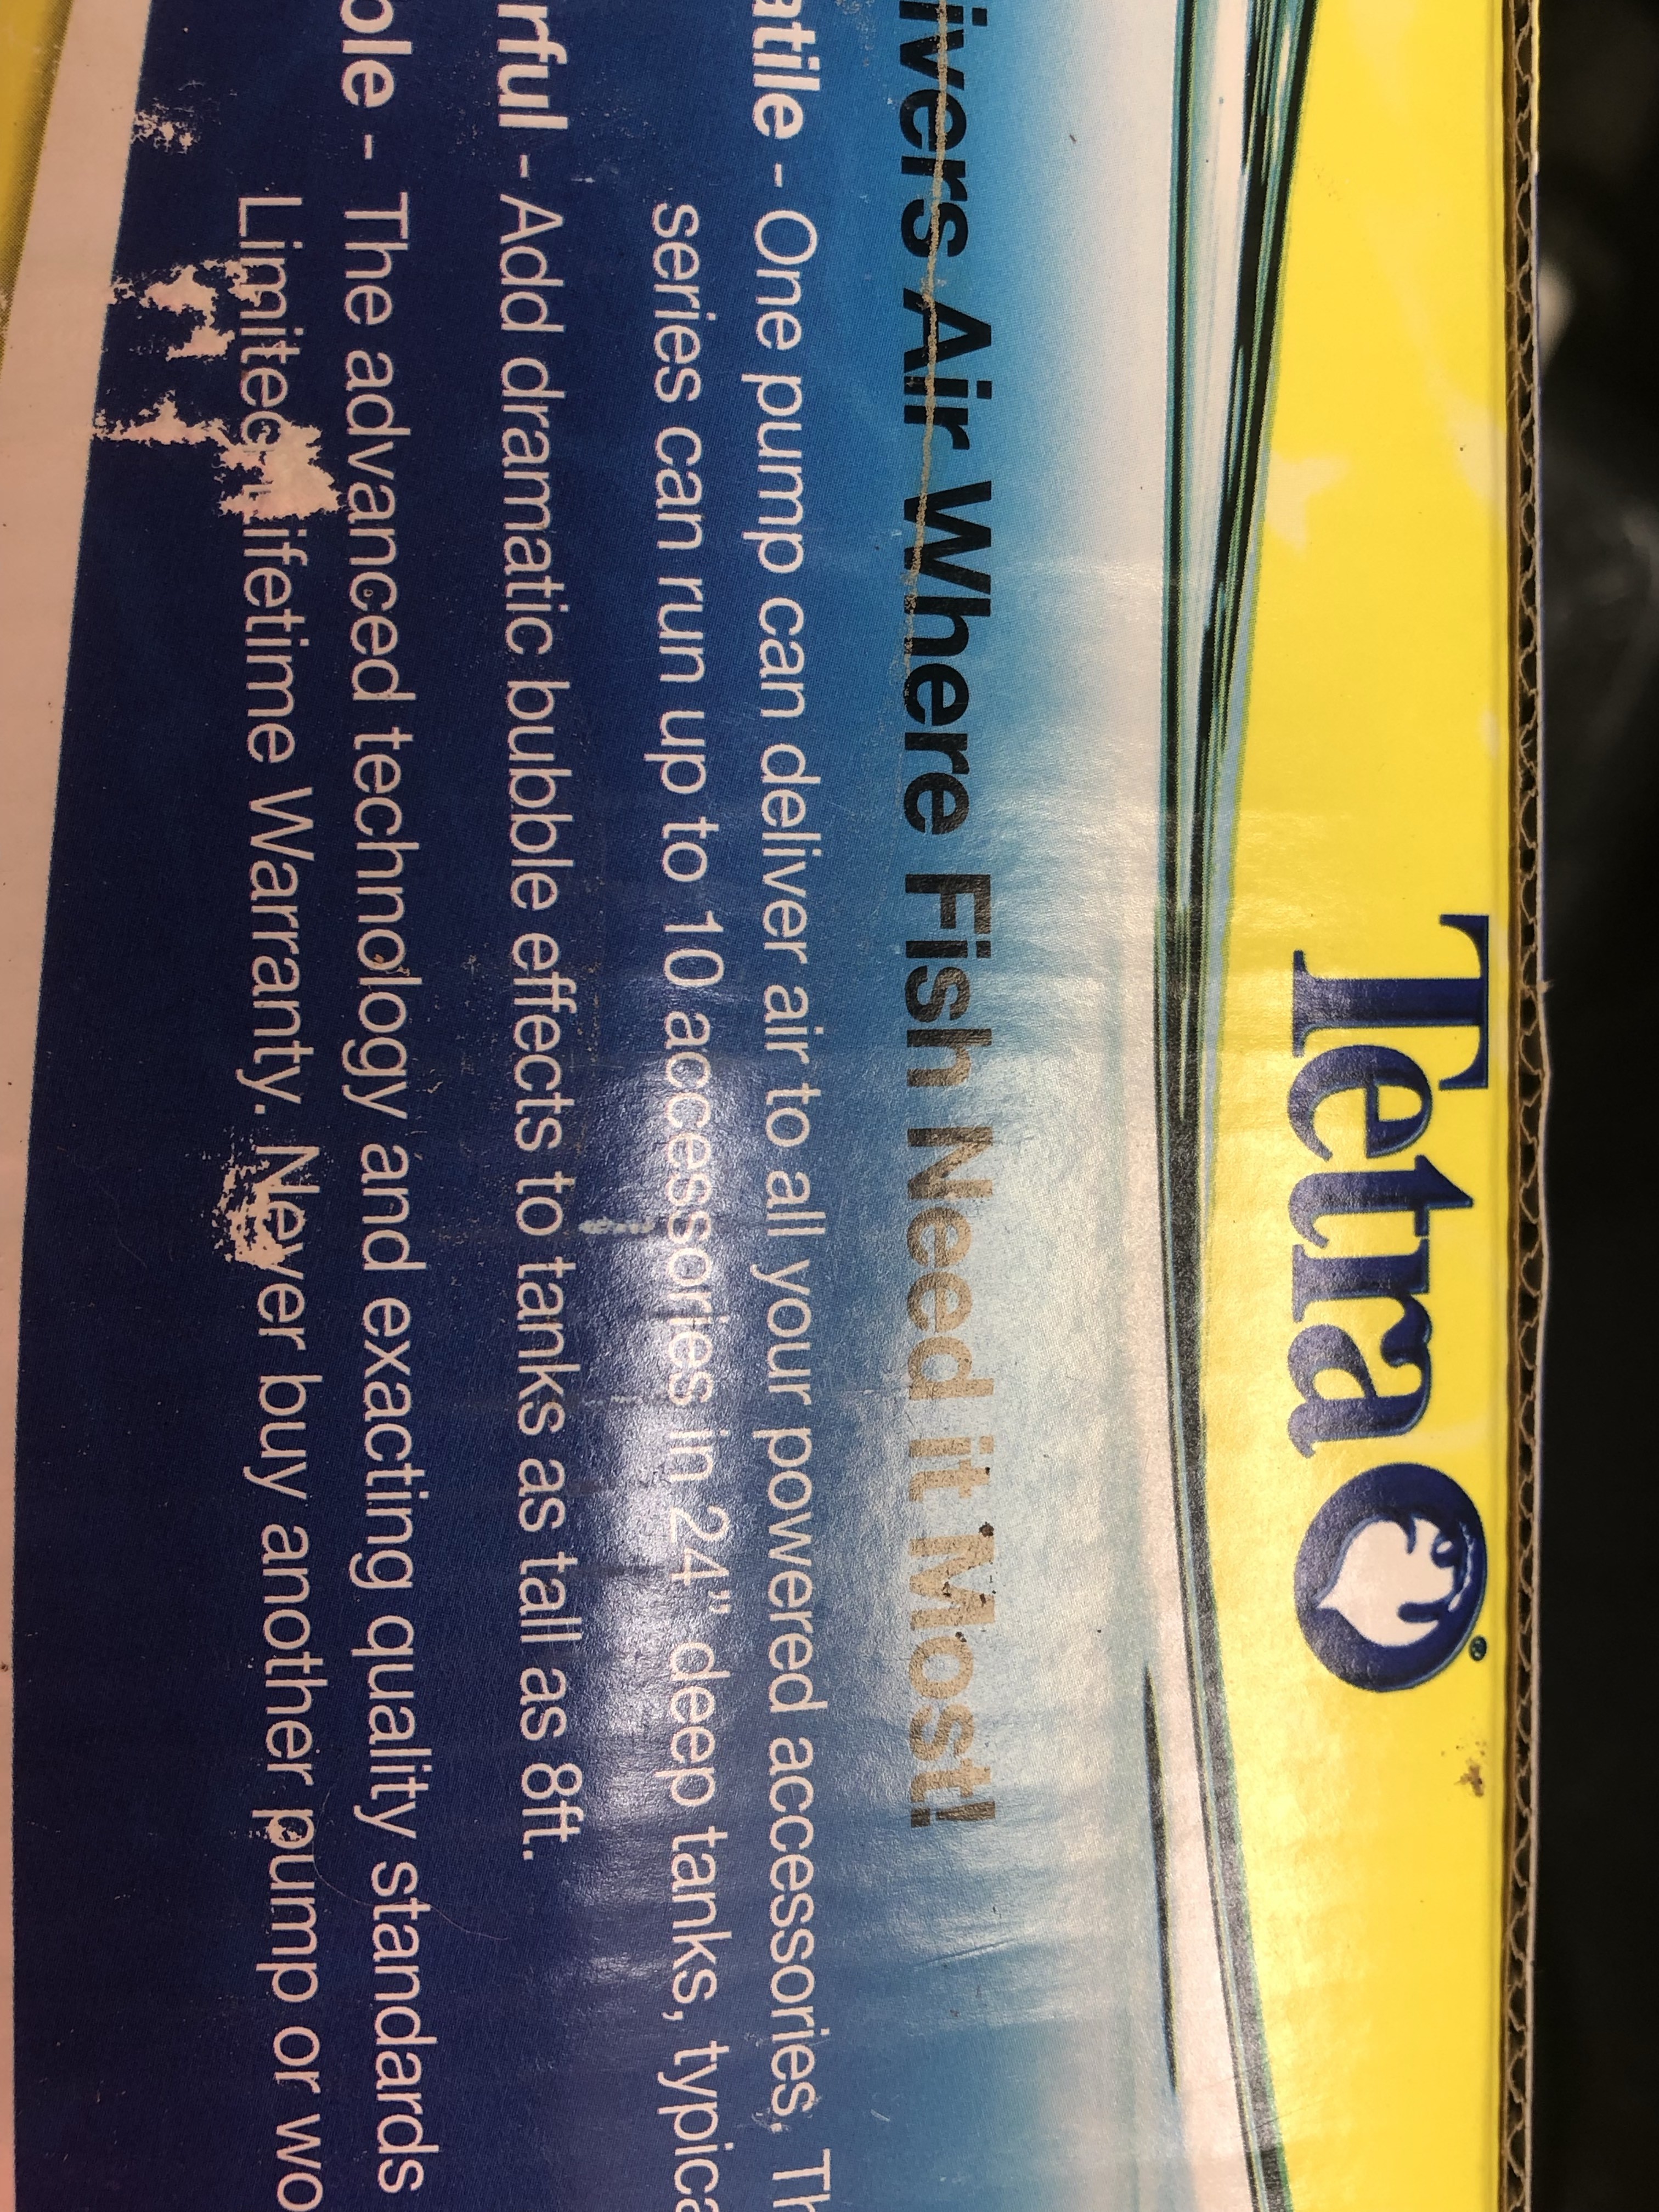 Tetra
ivers Air Where Fish Need it Most!
atile - One pump can deliver air to all your powered accessories. Th
series can run up to 10 accessories in 24" deep tanks, typica
rful - Add dramatic bubble effects to tanks as tall as 8ft.
ole - The advanced technology and exacting quality standards
Limited Lifetime Warranty. Never buy another pump or wo